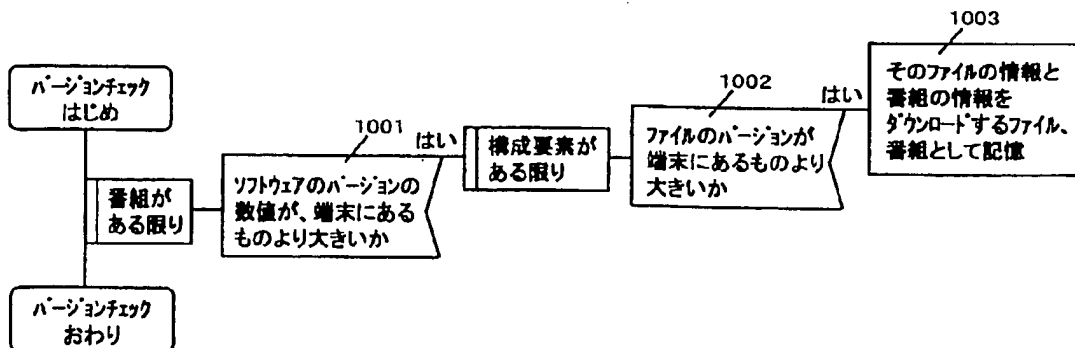 バージョンチェック
はじめ
番組が
ある限り
バージョンチェック
おわり
1001
はい
ソフトウェアのバージョンの
数値が、端末にある
ものより大きいか
構成要素が
ある限り
1002
はい
ファイルのバージョンが
端末にあるものより
大きいか
1003
そのファイルの情報と
番組の情報を
ダウンロードするファイル、
番組として記憶